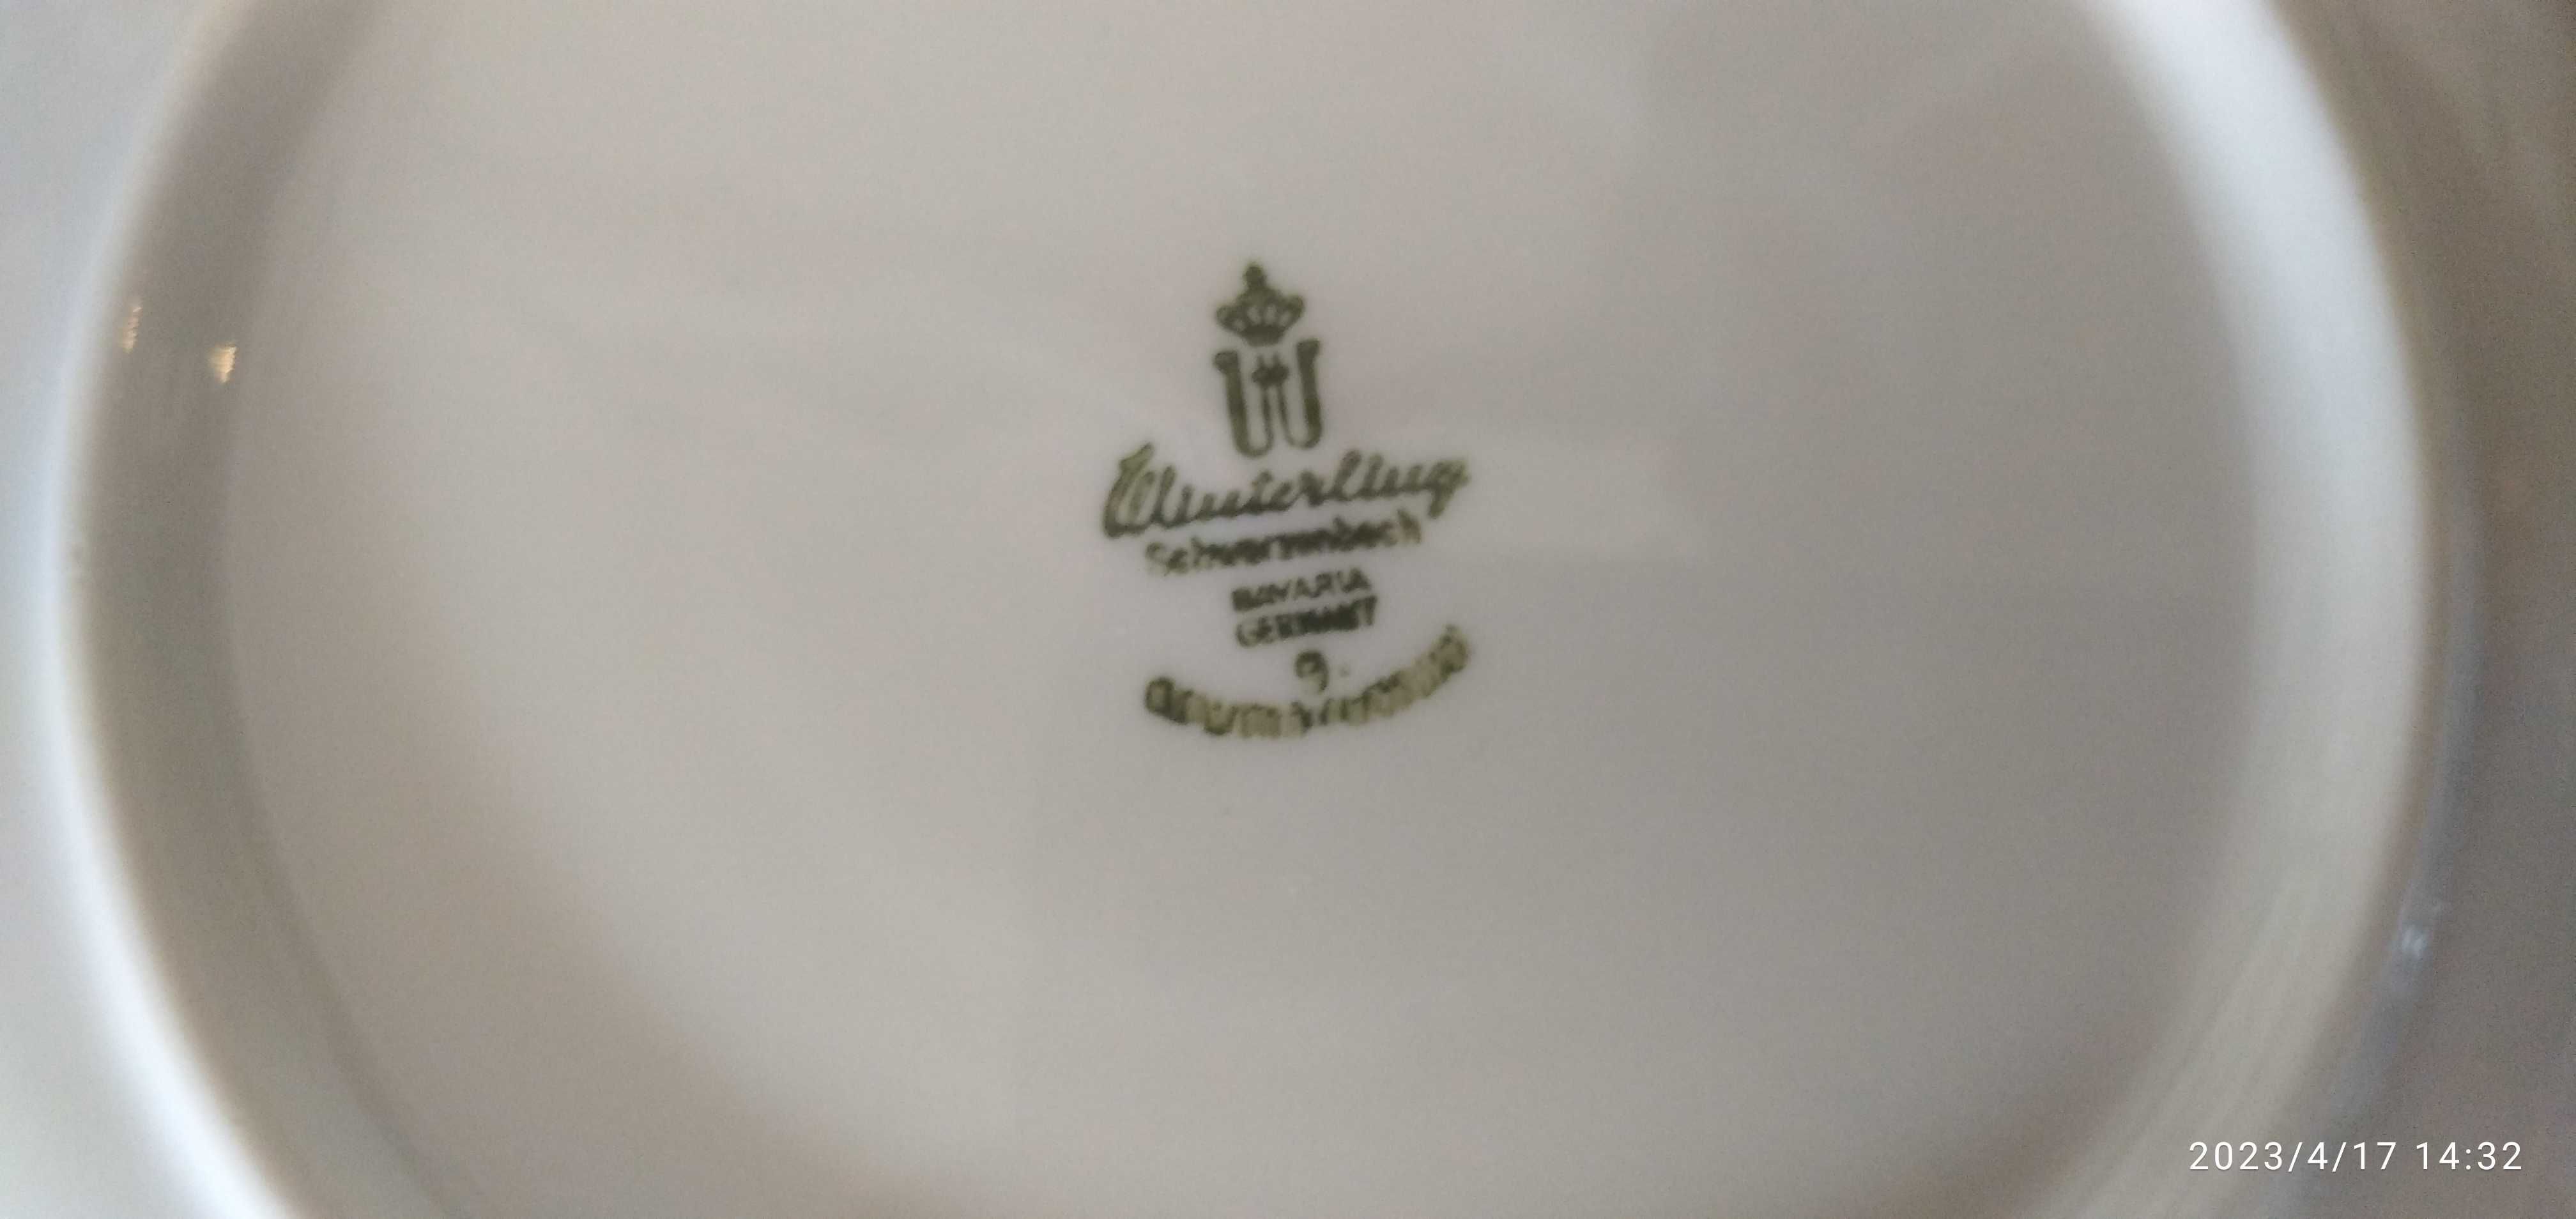 W
Winterling
Schwarzenbach
BAVARIA
GERMANY
9
2023/4/17 14:32